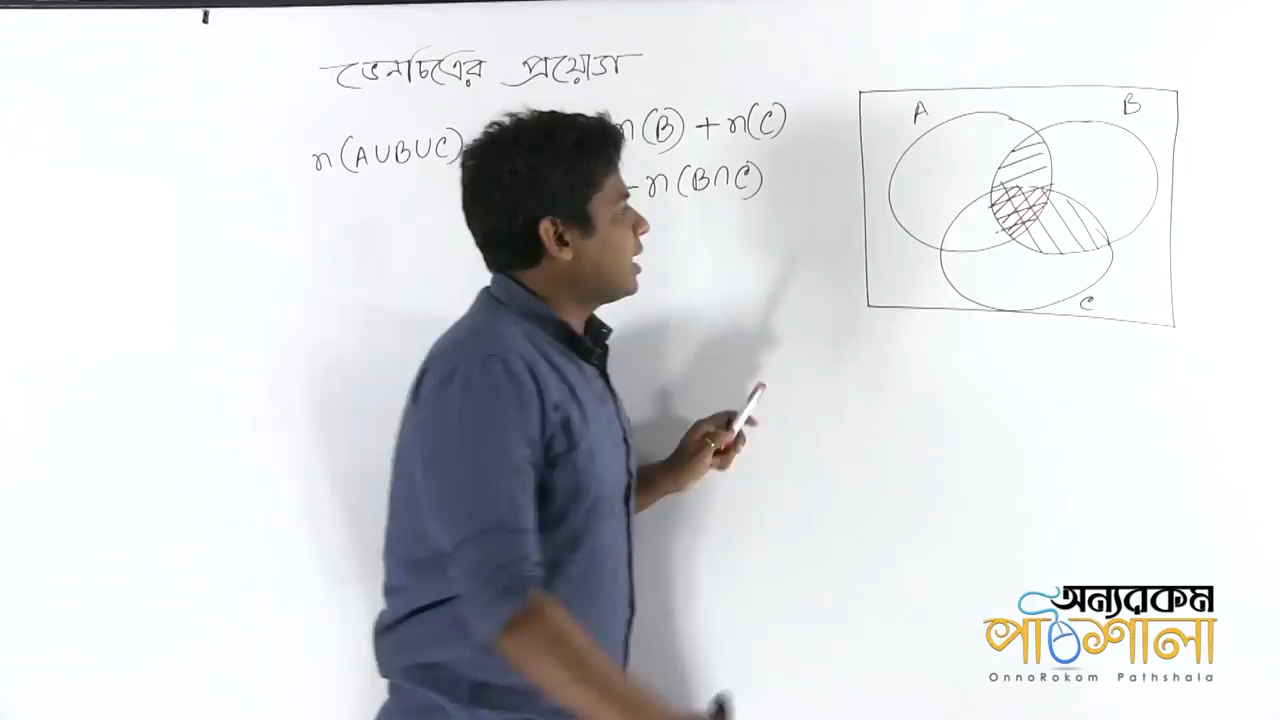 ভেনচিত্রের প্রয়োগ
n(A∪B∪C) n(B) + n(C)
- n(B∩C)
A
B
C
অন্যরকম
পাঠশালা
OnnoRokom Pathshala